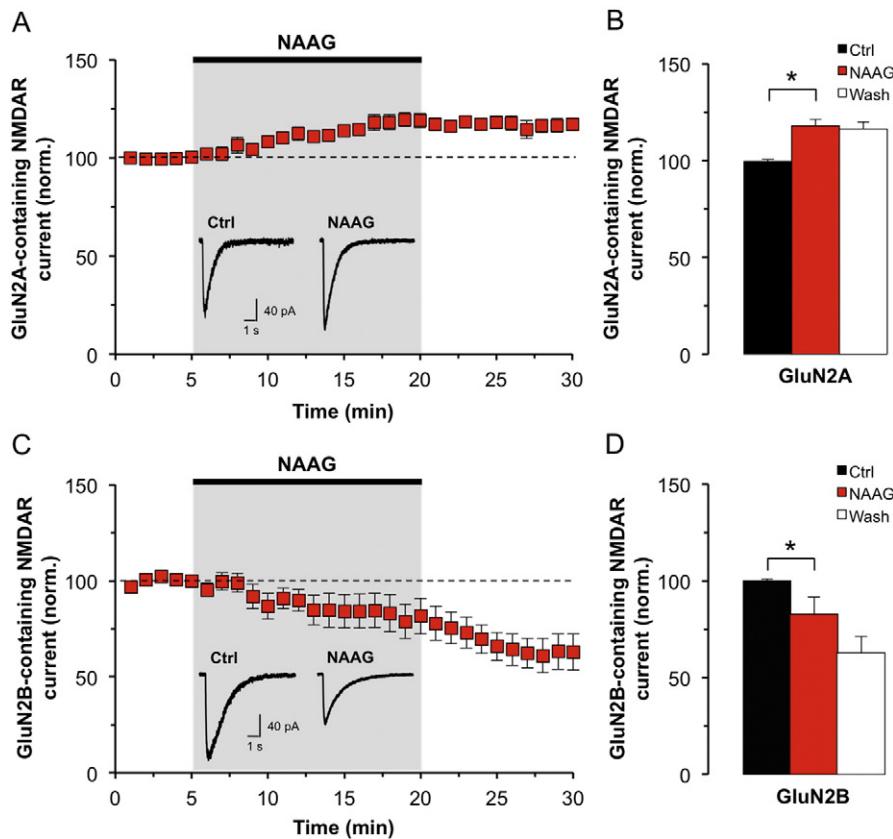 A
NAAG
GluN2A-containing NMDAR
current (norm.)
150
100
50
0
Ctrl
NAAG
40 pA
1 s
0 5 10 15 20 25 30
Time (min)
B
Ctrl
NAAG
Wash
*
GluN2A-containing NMDAR
current (norm.)
150
100
50
0
GluN2A
C
NAAG
GluN2B-containing NMDAR
current (norm.)
150
100
50
0
Ctrl
NAAG
40 pA
1 s
0 5 10 15 20 25 30
Time (min)
D
Ctrl
NAAG
Wash
*
GluN2B-containing NMDAR
current (norm.)
150
100
50
0
GluN2B